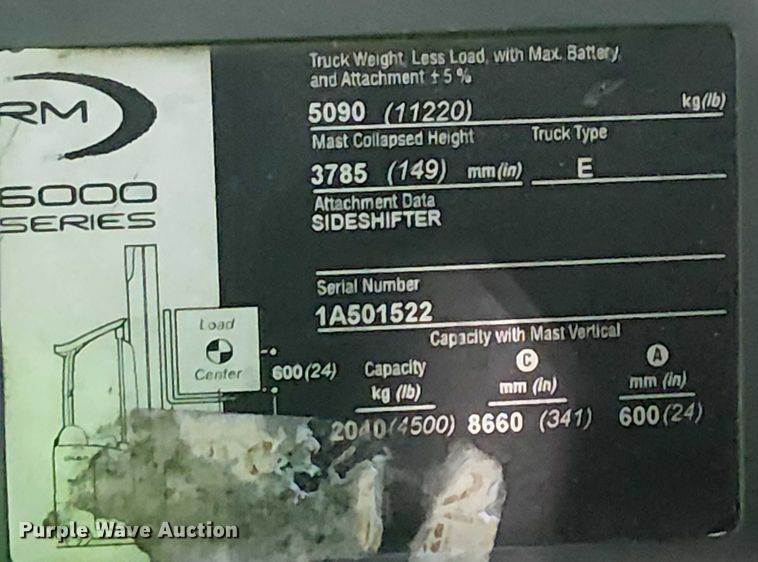 RM
6000
SERIES
Truck Weight, Less Load, with Max. Battery,
and Attachment ± 5 %
5090 (11220) kg(lb)
Mast Collapsed Height Truck Type
3785 (149) mm(in) E
Attachment Data
SIDESHIFTER
Serial Number
1A501522
Capacity with Mast Vertical
Load
Center
600(24)
Capacity C A
kg (lb) mm (in) mm (in)
2040(4500) 8660 (341) 600(24)
Purple Wave Auction